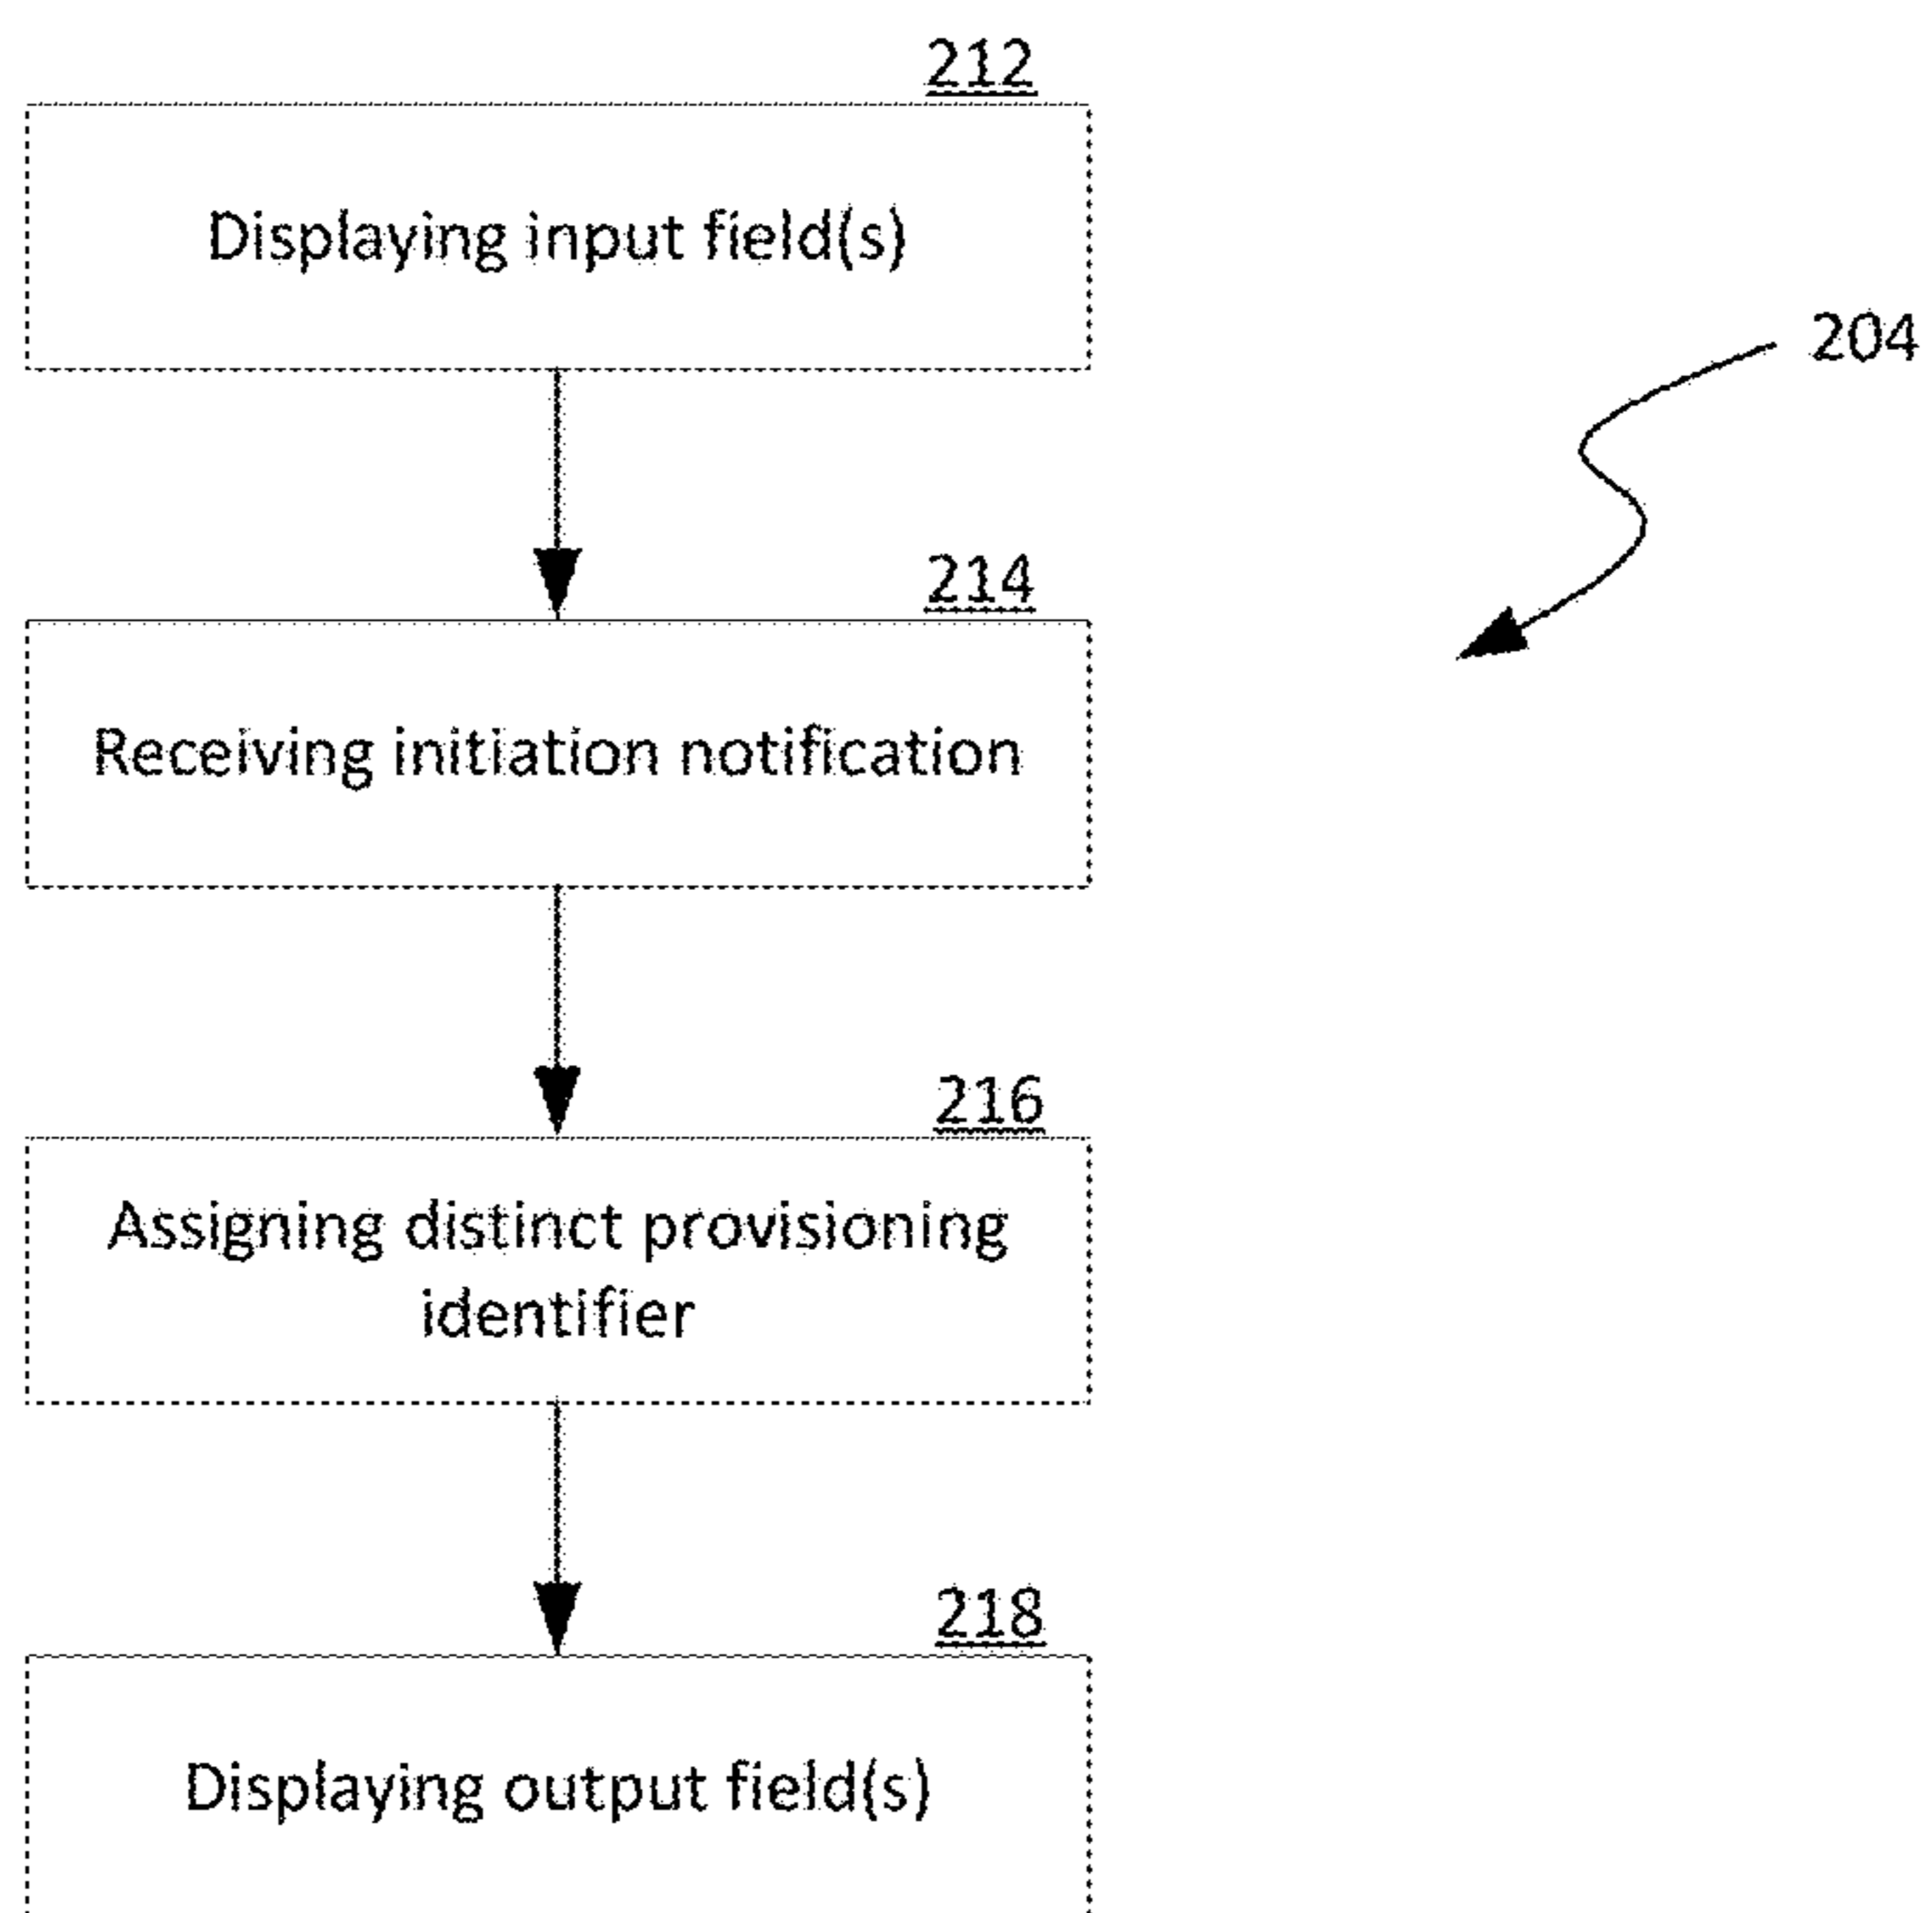 212
Displaying input field(s)
204
214
Receiving initiation notification
216
Assigning distinct provisioning
identifier
218
Displaying output field(s)